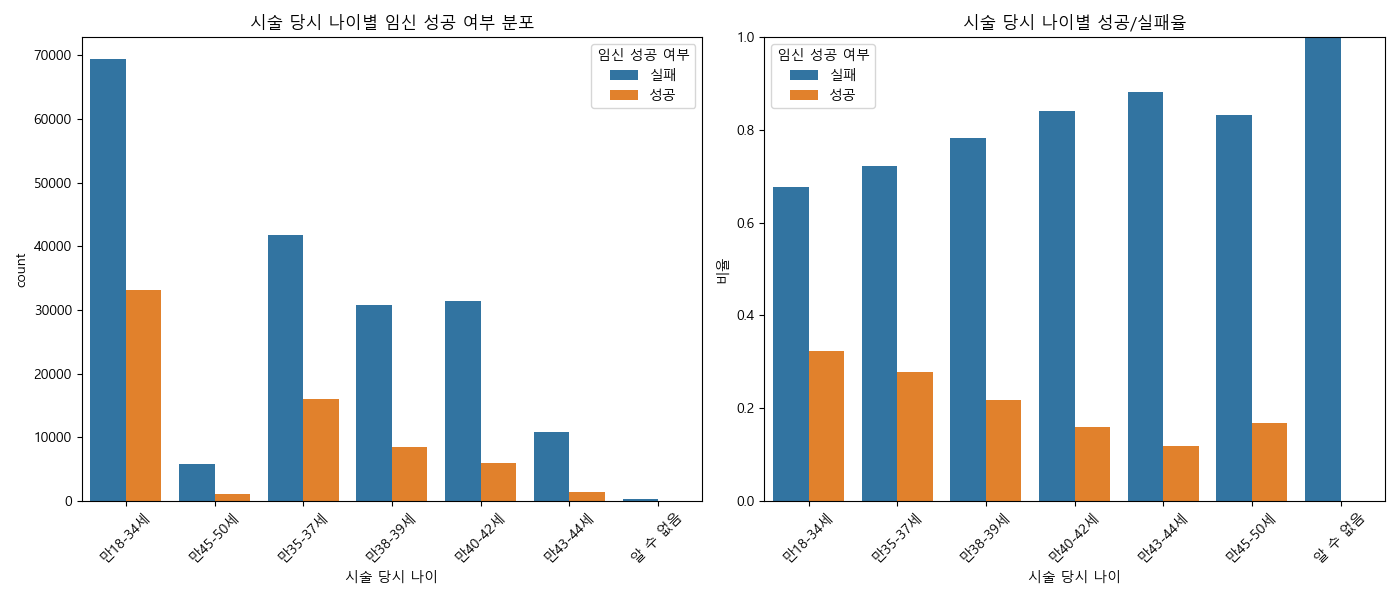 시술 당시 나이별 임신 성공 여부 분포
임신 성공 여부
실패
성공
70000
60000
50000
40000
30000
20000
10000
0
count
만18-34세
만45-50세
만35-37세
만38-39세
만40-42세
만43-44세
알 수 없음
시술 당시 나이
시술 당시 나이별 성공/실패율
임신 성공 여부
실패
성공
1.0
0.8
0.6
0.4
0.2
0.0
비율
만18-34세
만35-37세
만38-39세
만40-42세
만43-44세
만45-50세
알 수 없음
시술 당시 나이